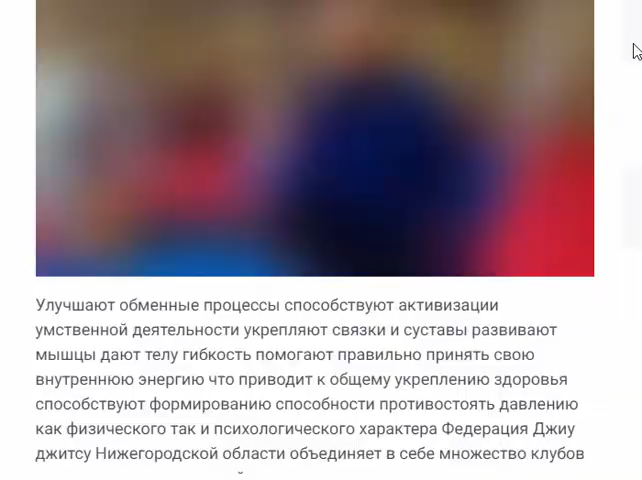 Улучшают обменные процессы способствуют активизации
умственной деятельности укрепляют связки и суставы развивают
мышцы дают телу гибкость помогают правильно принять свою
внутреннюю энергию что приводит к общему укреплению здоровья
способствуют формированию способности противостоять давлению
как физического так и психологического характера Федерация Джиу
джитсу Нижегородской области объединяет в себе множество клубов